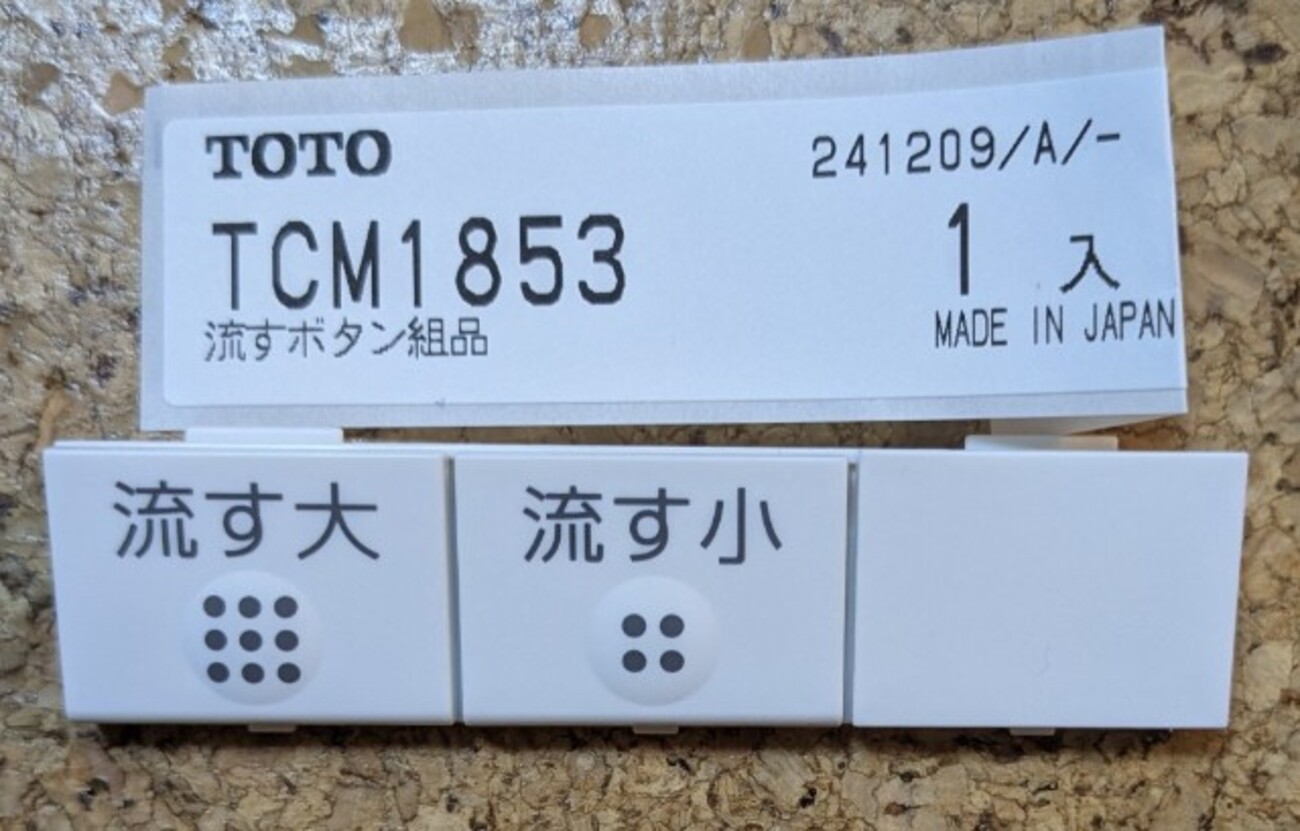 TOTO
241209/A/-
TCM1853
1 入
流すボタン組品
MADE IN JAPAN
流す大
流す小